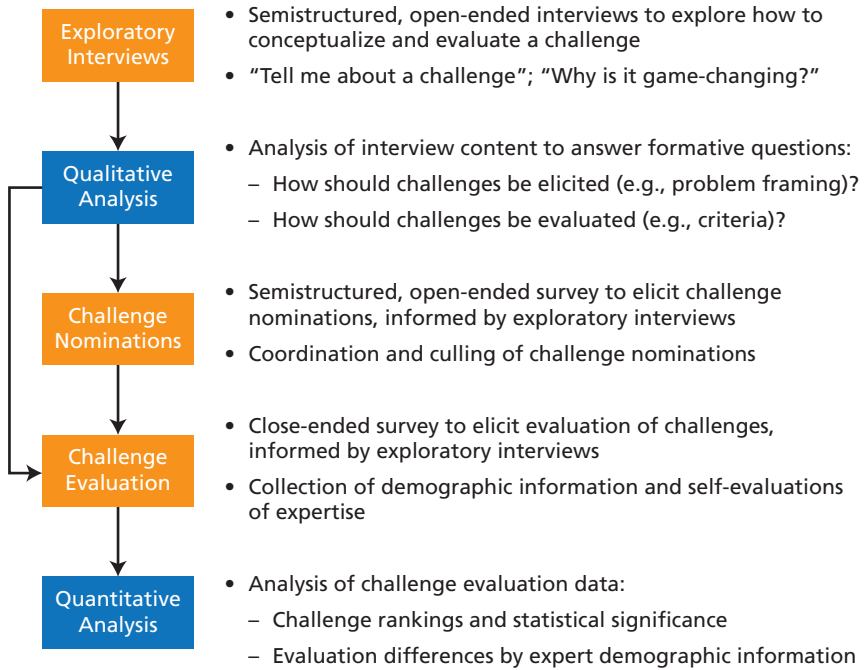 Exploratory
Interviews
• Semistructured, open-ended interviews to explore how to
conceptualize and evaluate a challenge
• “Tell me about a challenge”; “Why is it game-changing?”
Qualitative
Analysis
• Analysis of interview content to answer formative questions:
– How should challenges be elicited (e.g., problem framing)?
– How should challenges be evaluated (e.g., criteria)?
Challenge
Nominations
• Semistructured, open-ended survey to elicit challenge
nominations, informed by exploratory interviews
• Coordination and culling of challenge nominations
Challenge
Evaluation
• Close-ended survey to elicit evaluation of challenges,
informed by exploratory interviews
• Collection of demographic information and self-evaluations
of expertise
Quantitative
Analysis
• Analysis of challenge evaluation data:
– Challenge rankings and statistical significance
– Evaluation differences by expert demographic information